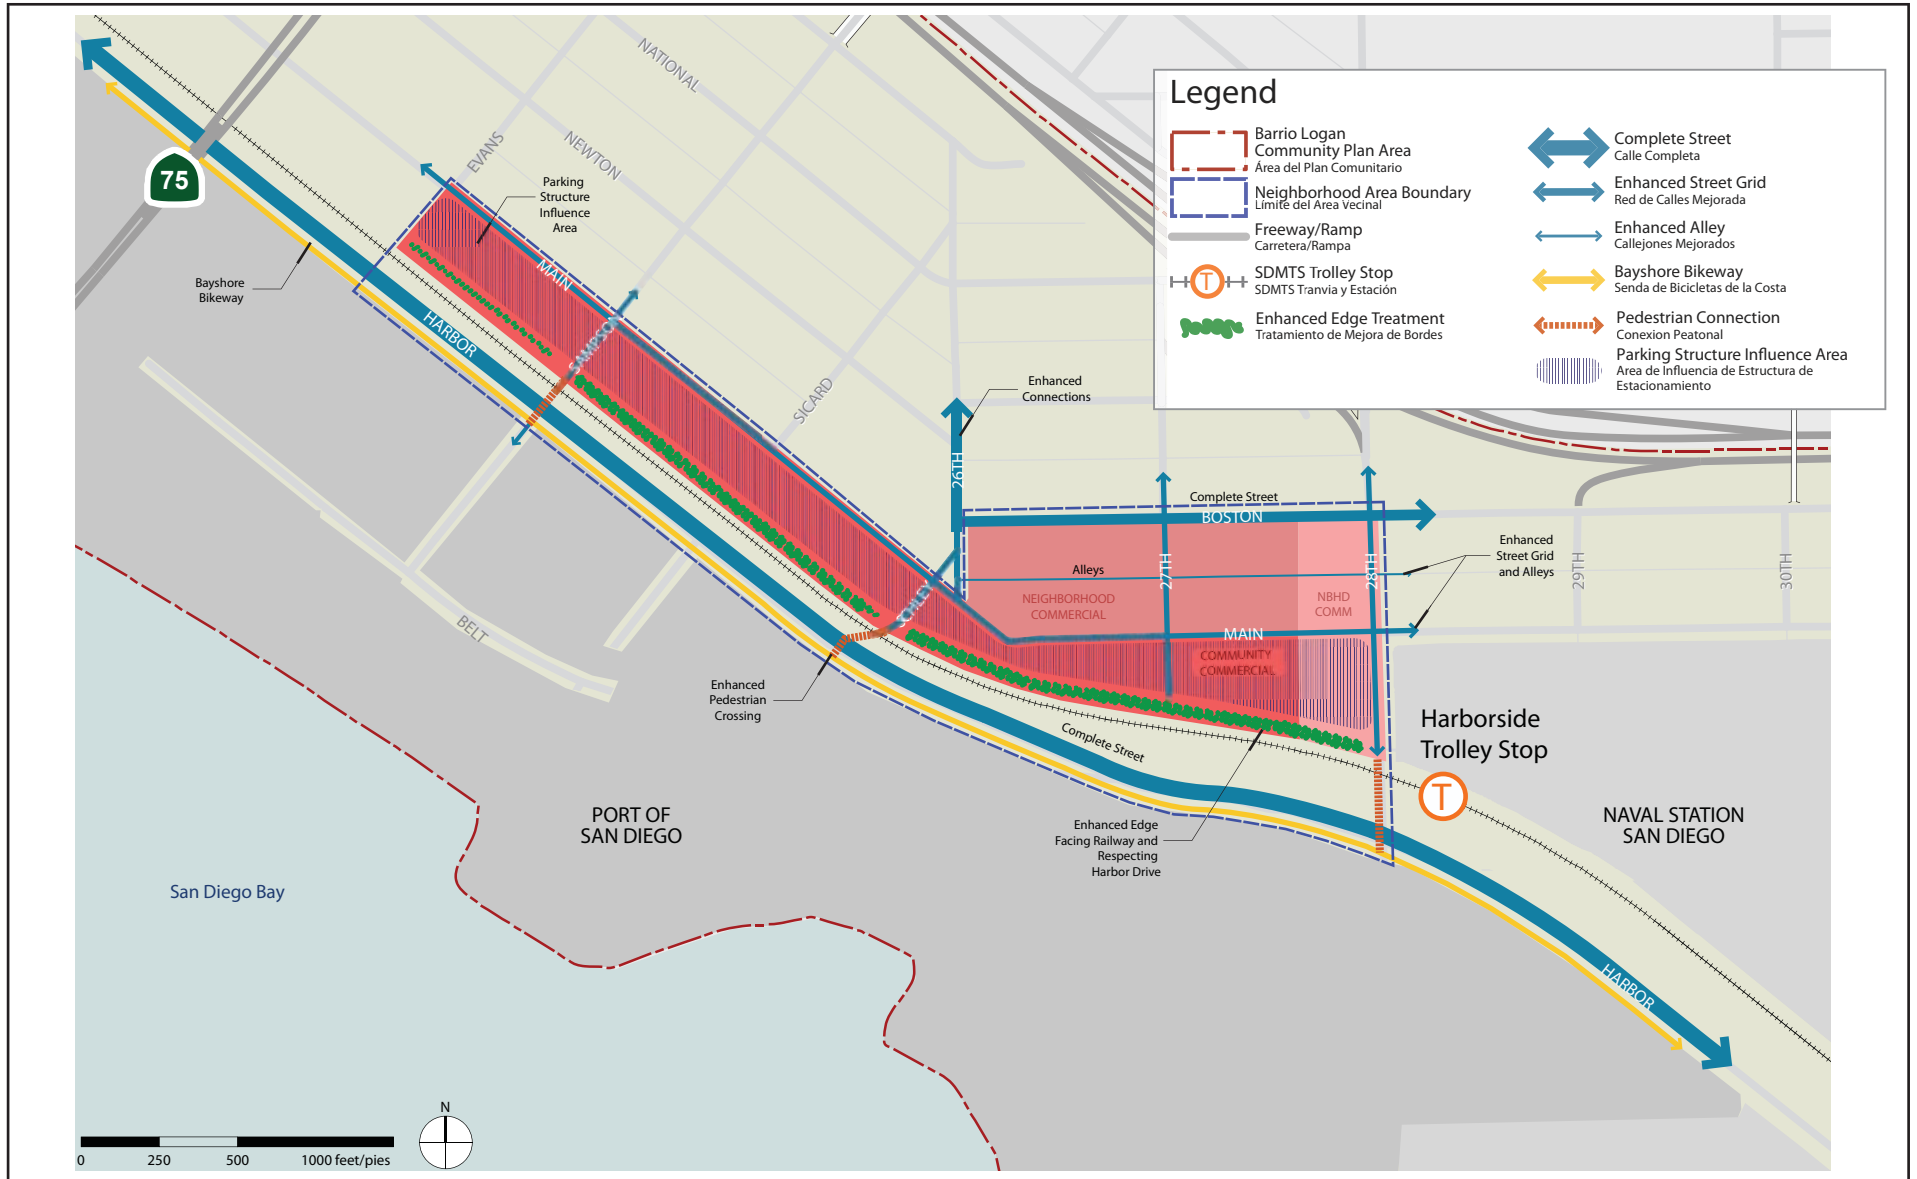 Legend
Barrio Logan
Community Plan Area
Área del Plan Comunitario
Neighborhood Area Boundary
Límite del Area Vecinal
Freeway/Ramp
Carretera/Rampa
SDMTS Trolley Stop
SDMTS Tranvia y Estación
Enhanced Edge Treatment
Tratamiento de Mejora de Bordes
Complete Street
Calle Completa
Enhanced Street Grid
Red de Calles Mejorada
Enhanced Alley
Callejones Mejorados
Bayshore Bikeway
Senda de Bicicletas de la Costa
Pedestrian Connection
Conexion Peatonal
Parking Structure Influence Area
Area de Influencia de Estructura de
Estacionamiento
T
NATIONAL
EVANS
NEWTON
75
Parking
Structure
Influence
Area
MAIN
Bayshore
Bikeway
HARBOR
SAMPSON
SICARD
Enhanced
Connections
26TH
Complete Street
BOSTON
Enhanced
Street Grid
and Alleys
Alleys
27TH
28TH
29TH
30TH
NEIGHBORHOOD
COMMERCIAL
NBHD
COMM
SCHLEY
MAIN
COMMUNITY
COMMERCIAL
BELT
Enhanced
Pedestrian
Crossing
Complete Street
Harborside
Trolley Stop
T
PORT OF
SAN DIEGO
NAVAL STATION
SAN DIEGO
Enhanced Edge
Facing Railway and
Respecting
Harbor Drive
San Diego Bay
HARBOR
N
0 250 500 1000 feet/pies